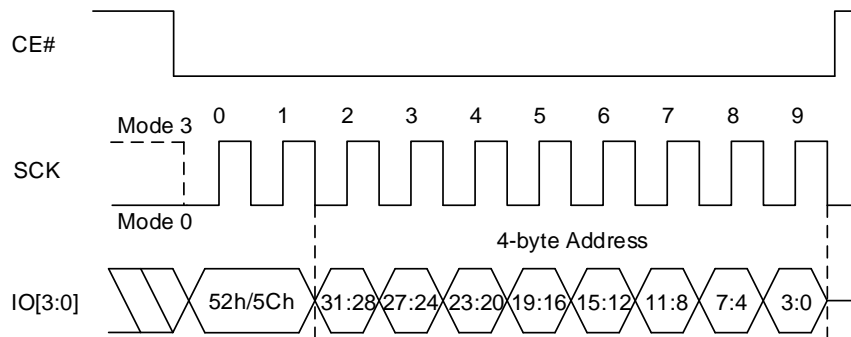 CE#
Mode 3
0 1 2 3 4 5 6 7 8 9
SCK
Mode 0
4-byte Address
IO[3:0]
52h/5Ch 31:28 27:24 23:20 19:16 15:12 11:8 7:4 3:0